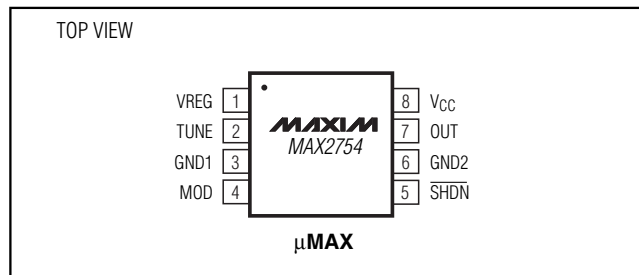 TOP VIEW
VREG 1
TUNE 2
GND1 3
MOD 4
MAXIM
MAX2754
8 VCC
7 OUT
6 GND2
5 SHDN
µMAX